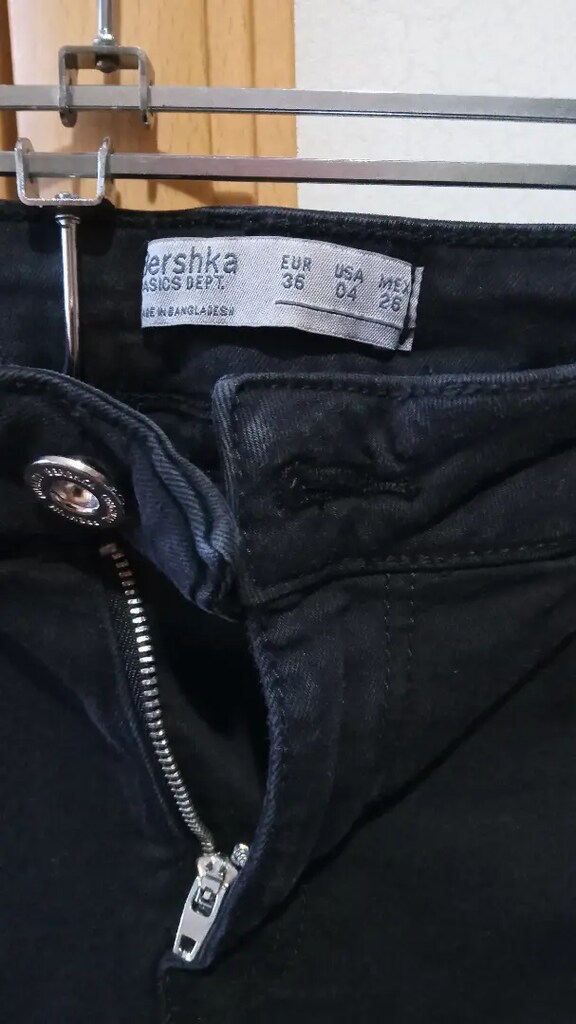 Bershka
BASICS DEPT.
MADE IN BANGLADESH
EUR
36
USA
04
MEX
26